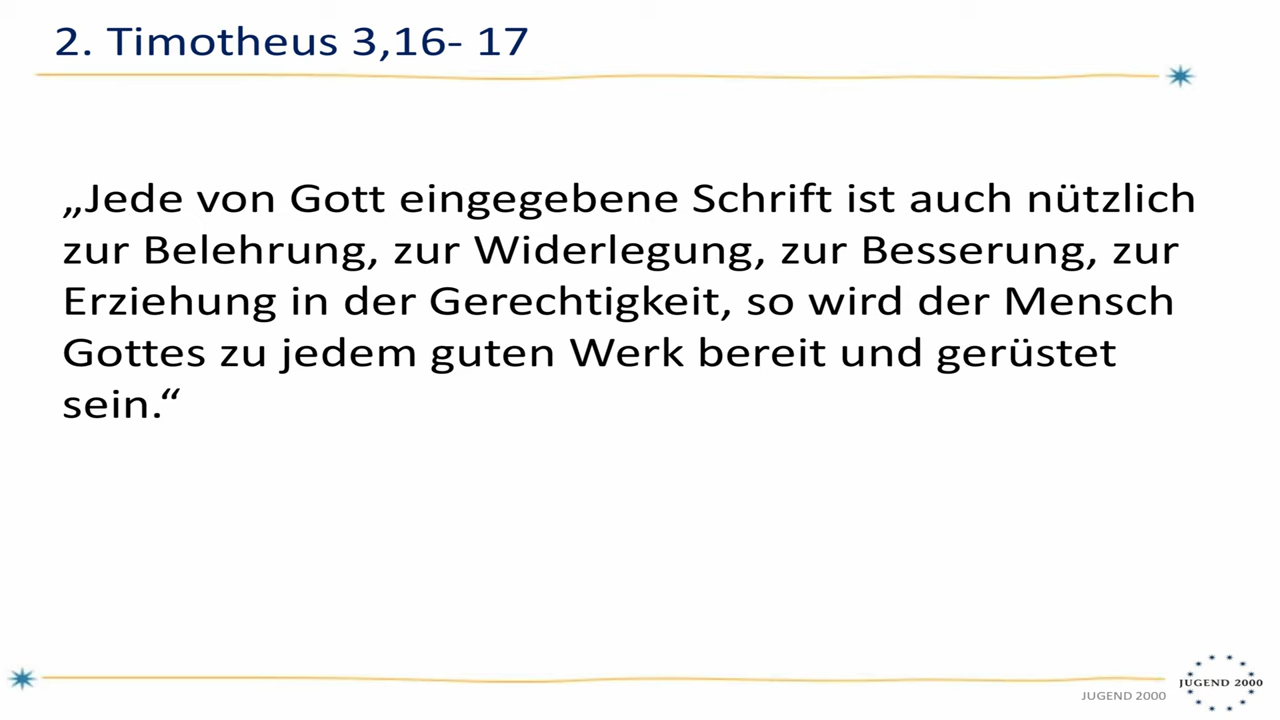 2. Timotheus 3,16- 17
„Jede von Gott eingegebene Schrift ist auch nützlich
zur Belehrung, zur Widerlegung, zur Besserung, zur
Erziehung in der Gerechtigkeit, so wird der Mensch
Gottes zu jedem guten Werk bereit und gerüstet
sein.“
JUGEND 2000
JUGEND 2000